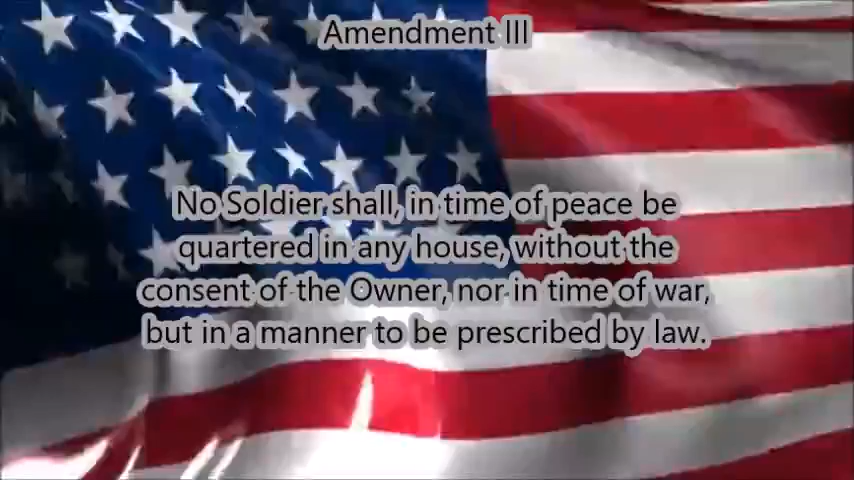 Amendment III
No Soldier shall, in time of peace be
quartered in any house, without the
consent of the Owner, nor in time of war,
but in a manner to be prescribed by law.